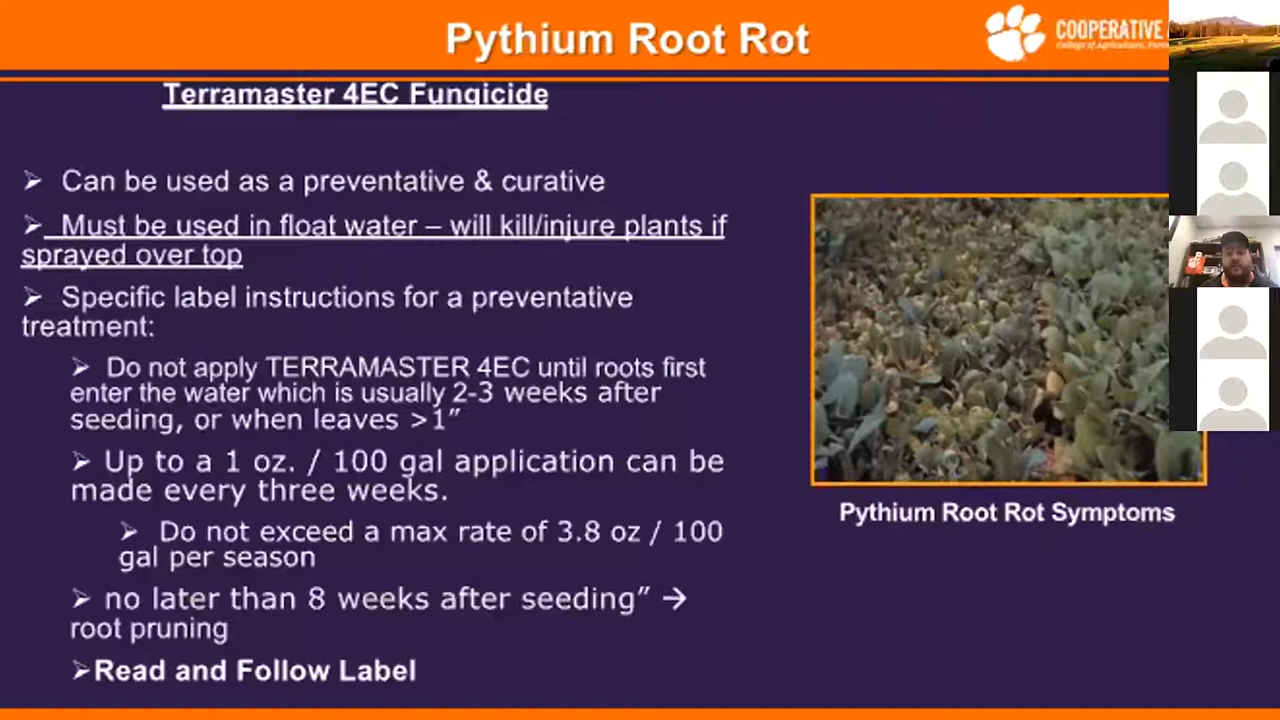 Pythium Root Rot
COOPERATIVE
Terramaster 4EC Fungicide
➢ Can be used as a preventative & curative
➢ Must be used in float water – will kill/injure plants if
sprayed over top
➢ Specific label instructions for a preventative
treatment:
➢ Do not apply TERRAMASTER 4EC until roots first
enter the water which is usually 2-3 weeks after
seeding, or when leaves >1”
➢ Up to a 1 oz. / 100 gal application can be
made every three weeks.
➢ Do not exceed a max rate of 3.8 oz / 100
gal per season
➢ no later than 8 weeks after seeding” →
root pruning
➢Read and Follow Label
Pythium Root Rot Symptoms